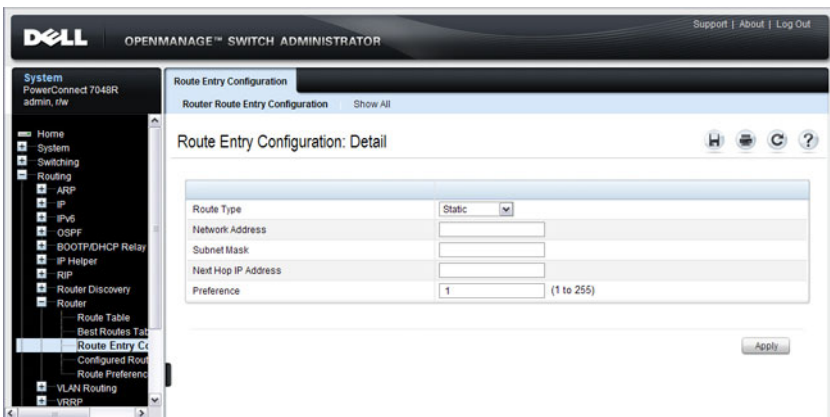 Support | About | Log Out
DELL
OPENMANAGE™ SWITCH ADMINISTRATOR
System
PowerConnect 7048R
admin, r/w
Home
System
Switching
Routing
ARP
IP
IPv6
OSPF
BOOTP/DHCP Relay
IP Helper
RIP
Router Discovery
Router
Route Table
Best Routes Tab
Route Entry Co
Configured Rout
Route Preferenc
VLAN Routing
VRRP
Route Entry Configuration
Router Route Entry Configuration Show All
Route Entry Configuration: Detail
H C ?
Route Type Static
Network Address
Subnet Mask
Next Hop IP Address
Preference 1 (1 to 255)
Apply